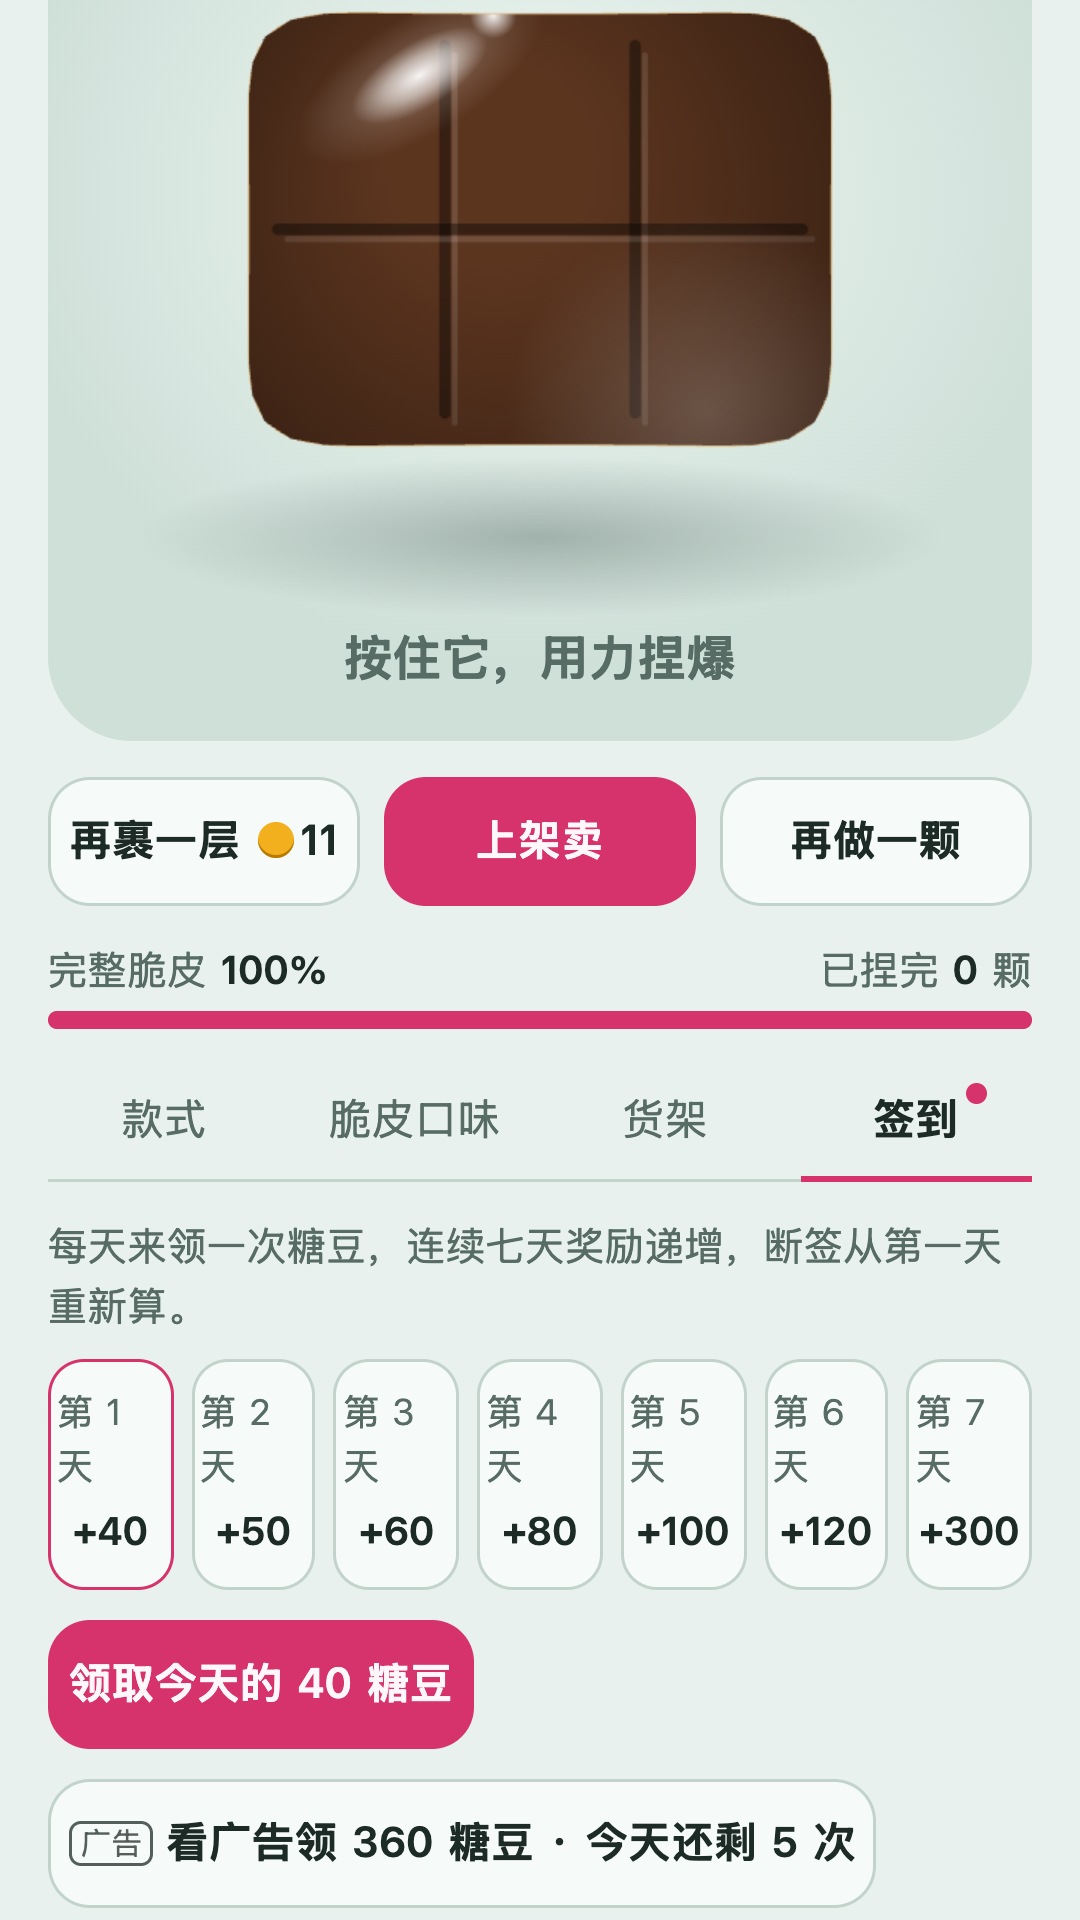 按住它，用力捏爆
再裹一层 11
上架卖
再做一颗
完整脆皮 100%
已捏完 0 颗
款式
脆皮口味
货架
签到
每天来领一次糖豆，连续七天奖励递增，断签从第一天
重新算。
第 1
天
+40
第 2
天
+50
第 3
天
+60
第 4
天
+80
第 5
天
+100
第 6
天
+120
第 7
天
+300
领取今天的 40 糖豆
广告 看广告领 360 糖豆 · 今天还剩 5 次